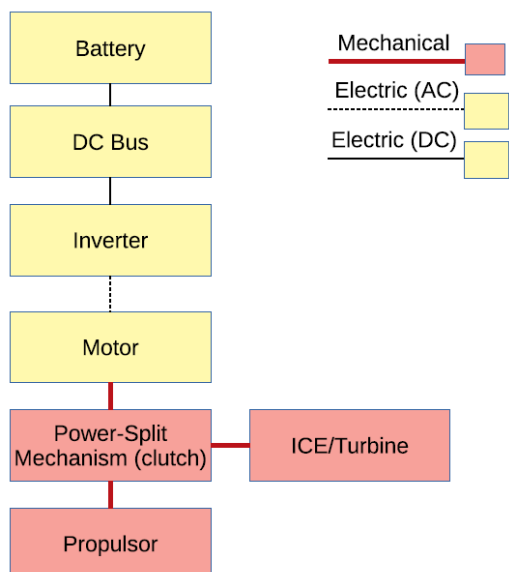 Battery
DC Bus
Inverter
Motor
Power-Split
Mechanism (clutch)
ICE/Turbine
Propulsor
Mechanical
Electric (AC)
Electric (DC)